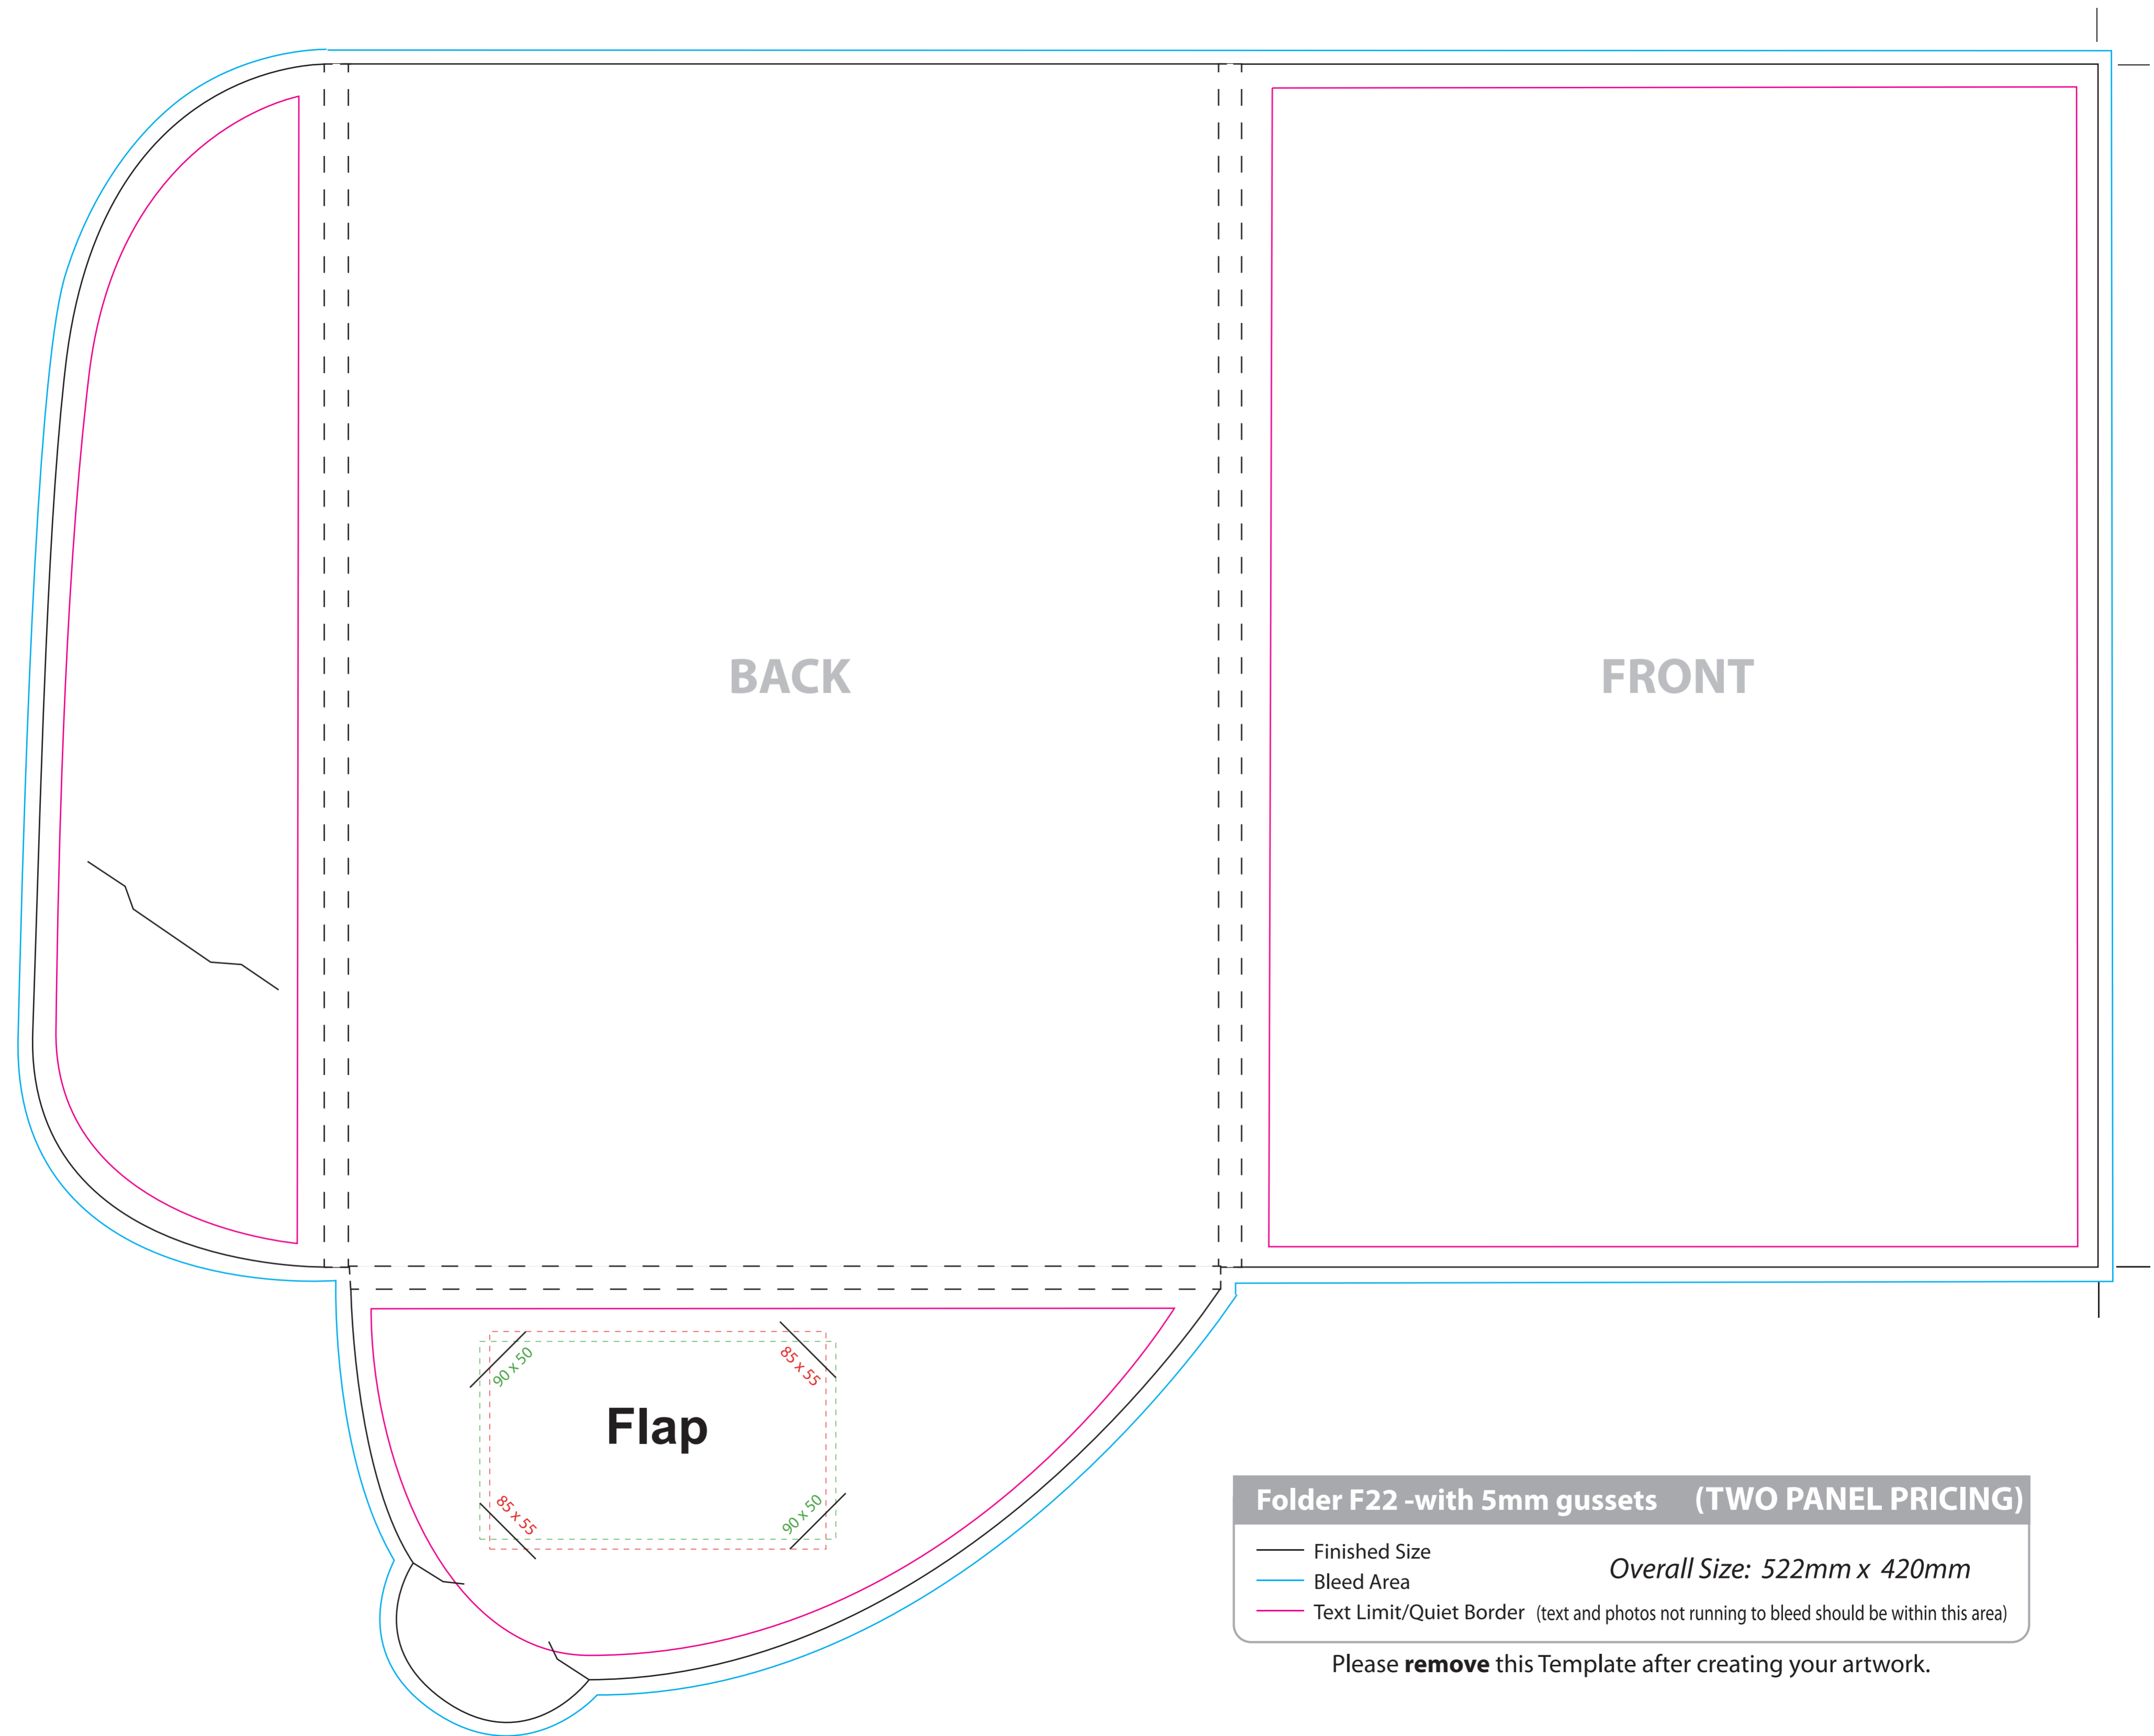 BACK
FRONT
90 x 50
85 x 55
Flap
85 x 55
90 x 50
Folder F22 -with 5mm gussets (TWO PANEL PRICING)
Finished Size
Overall Size: 522mm x 420mm
Bleed Area
Text Limit/Quiet Border (text and photos not running to bleed should be within this area)
Please remove this Template after creating your artwork.